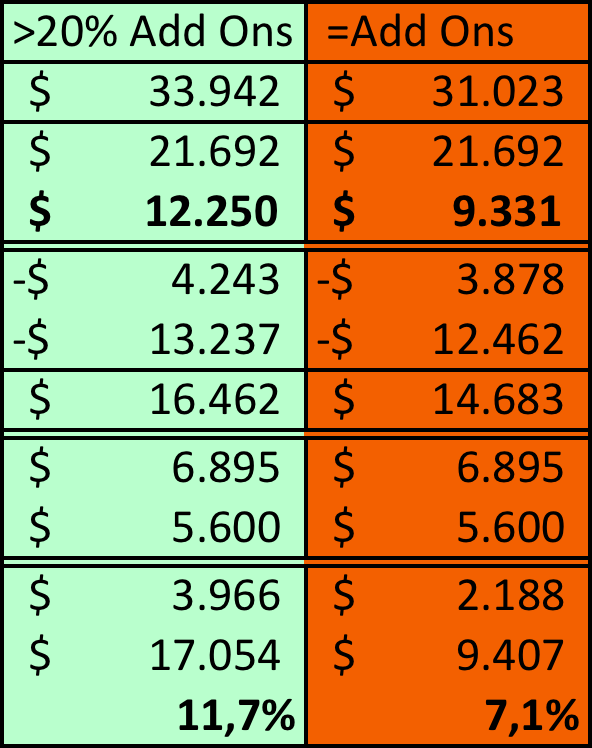 >20% Add Ons =Add Ons
$ 33.942 $ 31.023
$ 21.692 $ 21.692
$ 12.250 $ 9.331
-$ 4.243 -$ 3.878
-$ 13.237 -$ 12.462
$ 16.462 $ 14.683
$ 6.895 $ 6.895
$ 5.600 $ 5.600
$ 3.966 $ 2.188
$ 17.054 $ 9.407
11,7% 7,1%